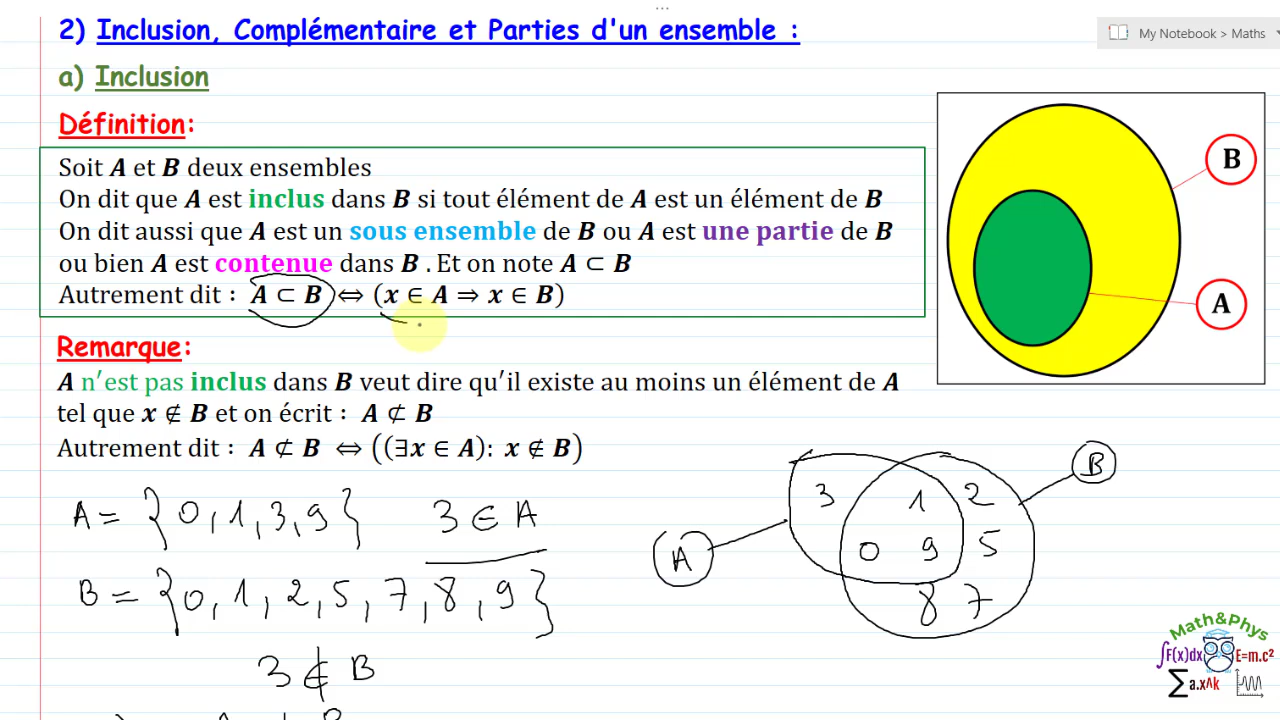 ...
My Notebook > Maths
2) Inclusion, Complémentaire et Parties d'un ensemble :
a) Inclusion
Définition:
Soit A et B deux ensembles
On dit que A est inclus dans B si tout élément de A est un élément de B
On dit aussi que A est un sous ensemble de B ou A est une partie de B
ou bien A est contenue dans B . Et on note A ⊂ B
Autrement dit : A ⊂ B ⇔ (x ∈ A ⇒ x ∈ B)
B
A
Remarque:
A n'est pas inclus dans B veut dire qu'il existe au moins un élément de A
tel que x ∉ B et on écrit : A ⊄ B
Autrement dit : A ⊄ B ⇔ ((∃x ∈ A): x ∉ B)
A = {0, 1, 3, 9} 3 ∈ A
B = {0, 1, 2, 5, 7, 8, 9}
3 ∉ B
B
3 1 2
A 0 9 5
8 7
Math&Phys
∫F(x)dx E=m.c²
∑ a.x^k